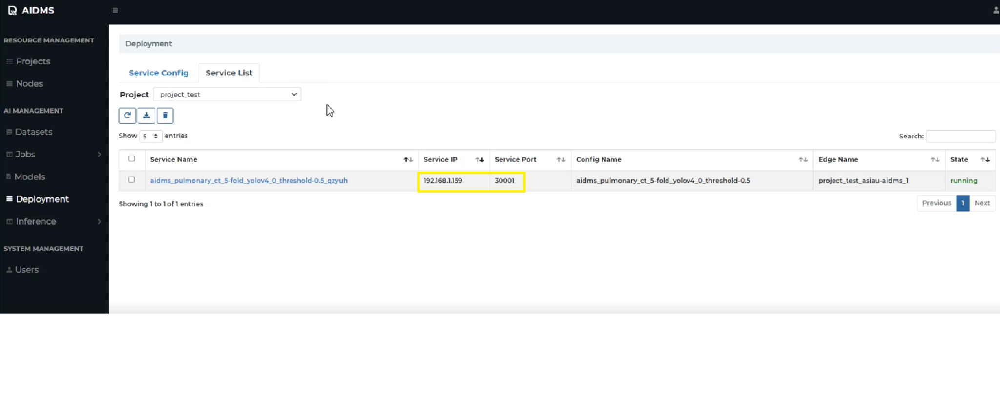 AIDMS
RESOURCE MANAGEMENT
Projects
Nodes
AI MANAGEMENT
Datasets
Jobs
Models
Deployment
Inference
SYSTEM MANAGEMENT
Users
Deployment
Service Config
Service List
Project
project_test
Show 5 entries
Search:
Service Name
Service IP
Service Port
Config Name
Edge Name
State
aidms_pulmonary_ct_5-fold_yolov4_0_threshold-0.5_qzyuh
192.168.1.159
30001
aidms_pulmonary_ct_5-fold_yolov4_0_threshold-0.5
project_test_asiau-aidms_1
running
Showing 1 to 1 of 1 entries
Previous 1 Next